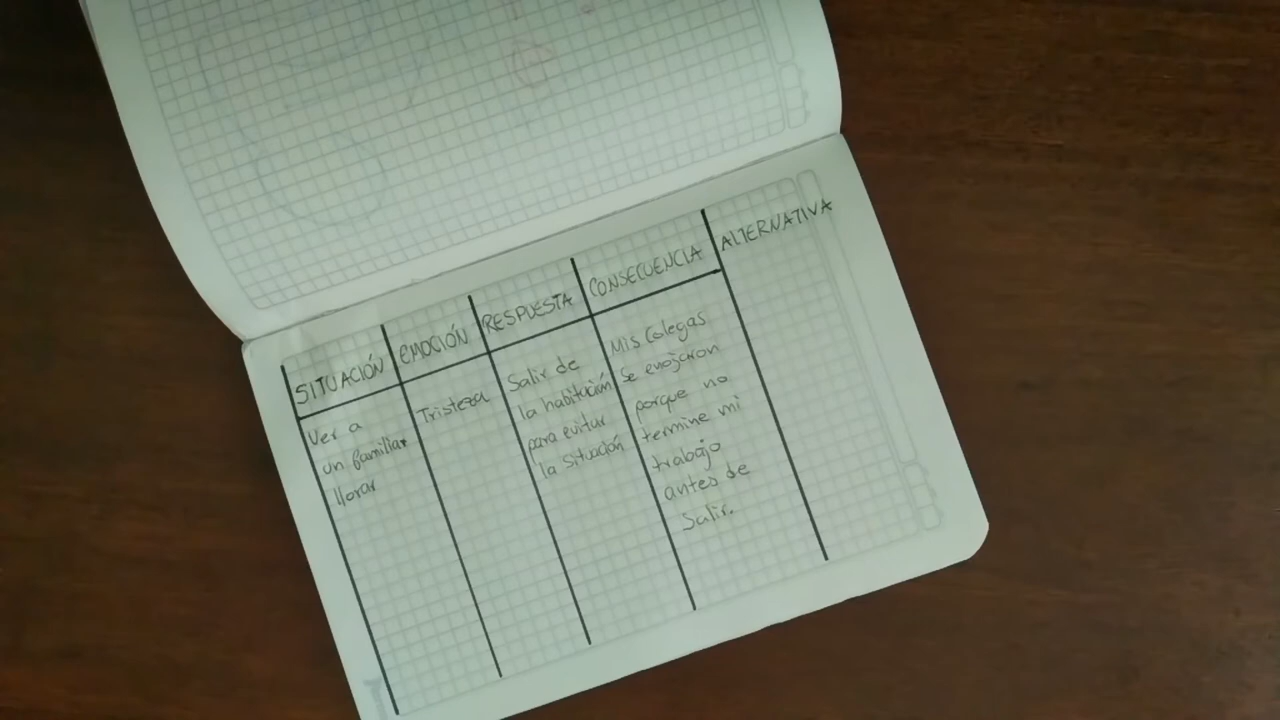 SITUACIÓN
EMOCIÓN
RESPUESTA
CONSECUENCIA
ALTERNATIVA
Ver a
un familiar
llorar
Tristeza
Salir de
la habitación
para evitar
la situación
Mis Colegas
se enojaron
porque no
termine mi
trabajo
antes de
Salir.